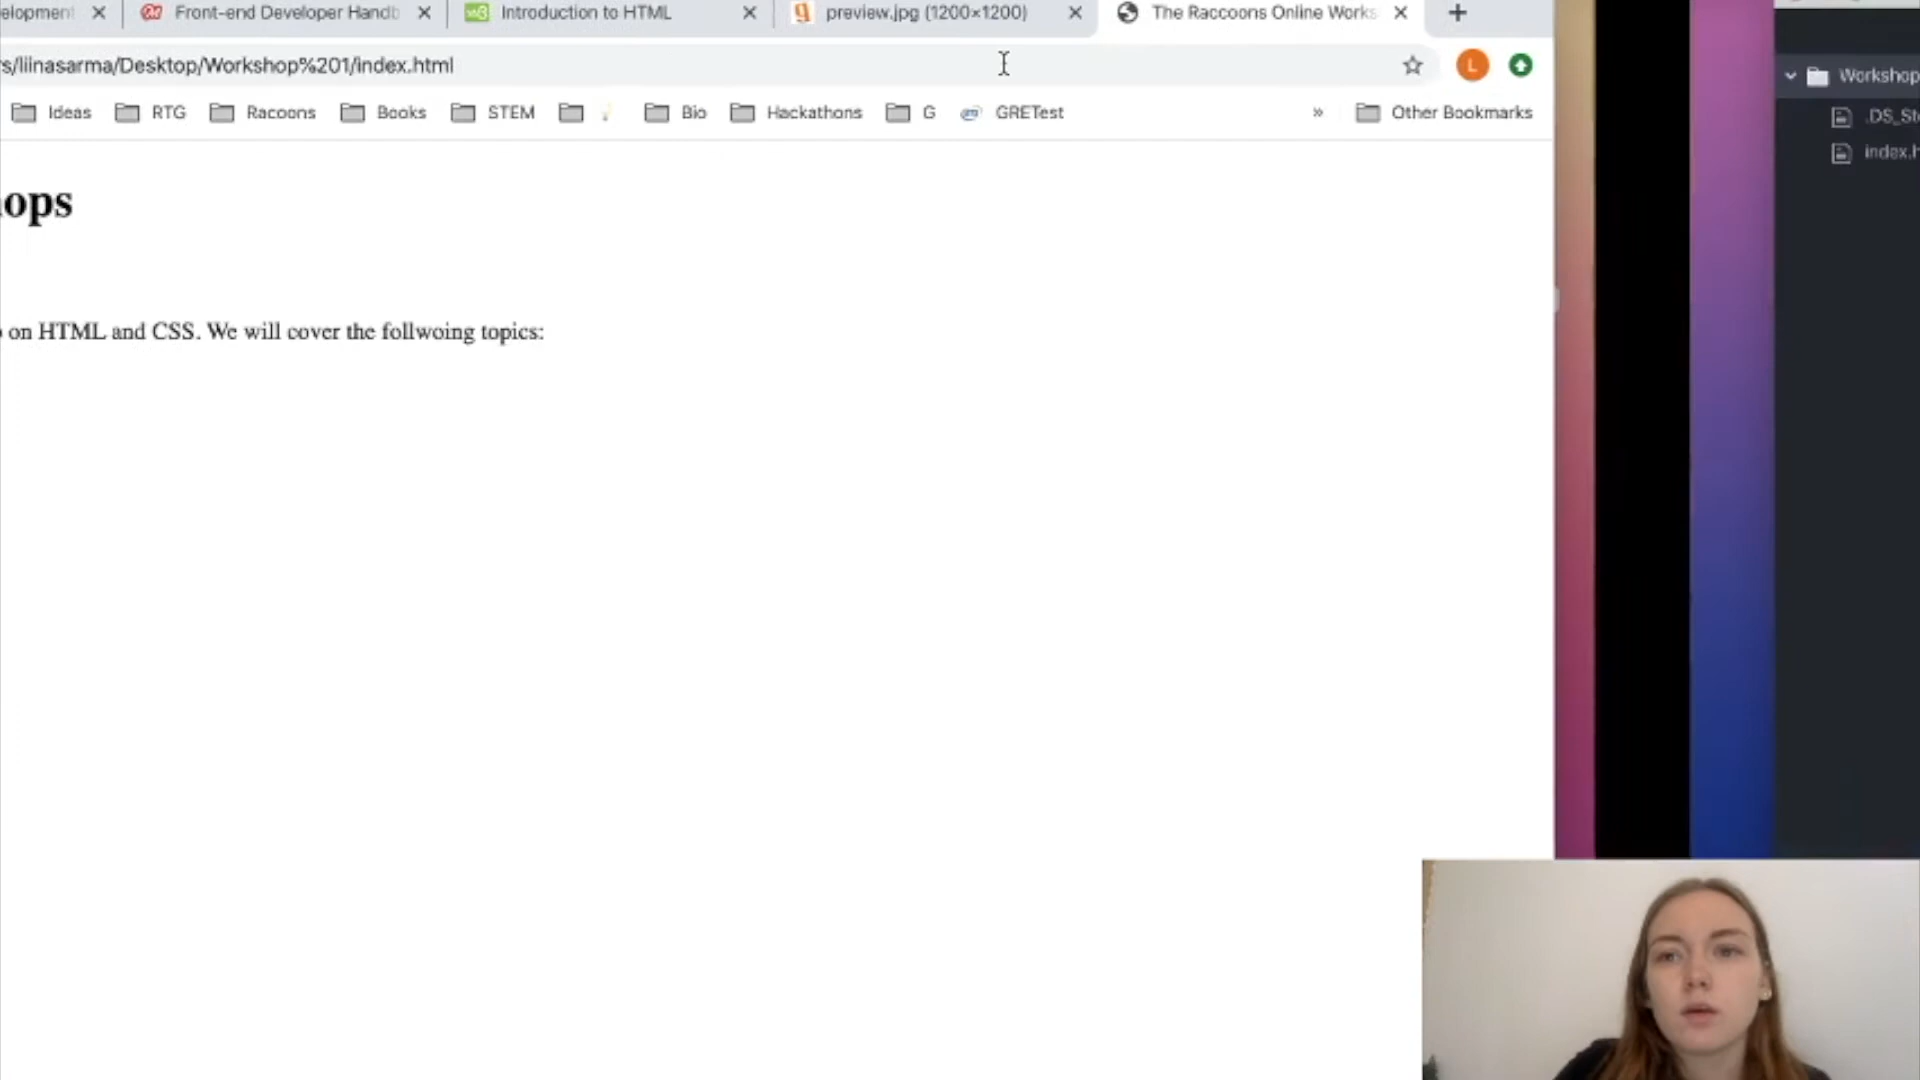 elopment Front-end Developer Handb Introduction to HTML preview.jpg (1200×1200) The Raccoons Online Works
s/liinasarma/Desktop/Workshop%201/index.html L
Ideas RTG Racoons Books STEM Bio Hackathons G GRETest » Other Bookmarks
Workshop
.DS_Sto
index.h
ops
on HTML and CSS. We will cover the follwoing topics: